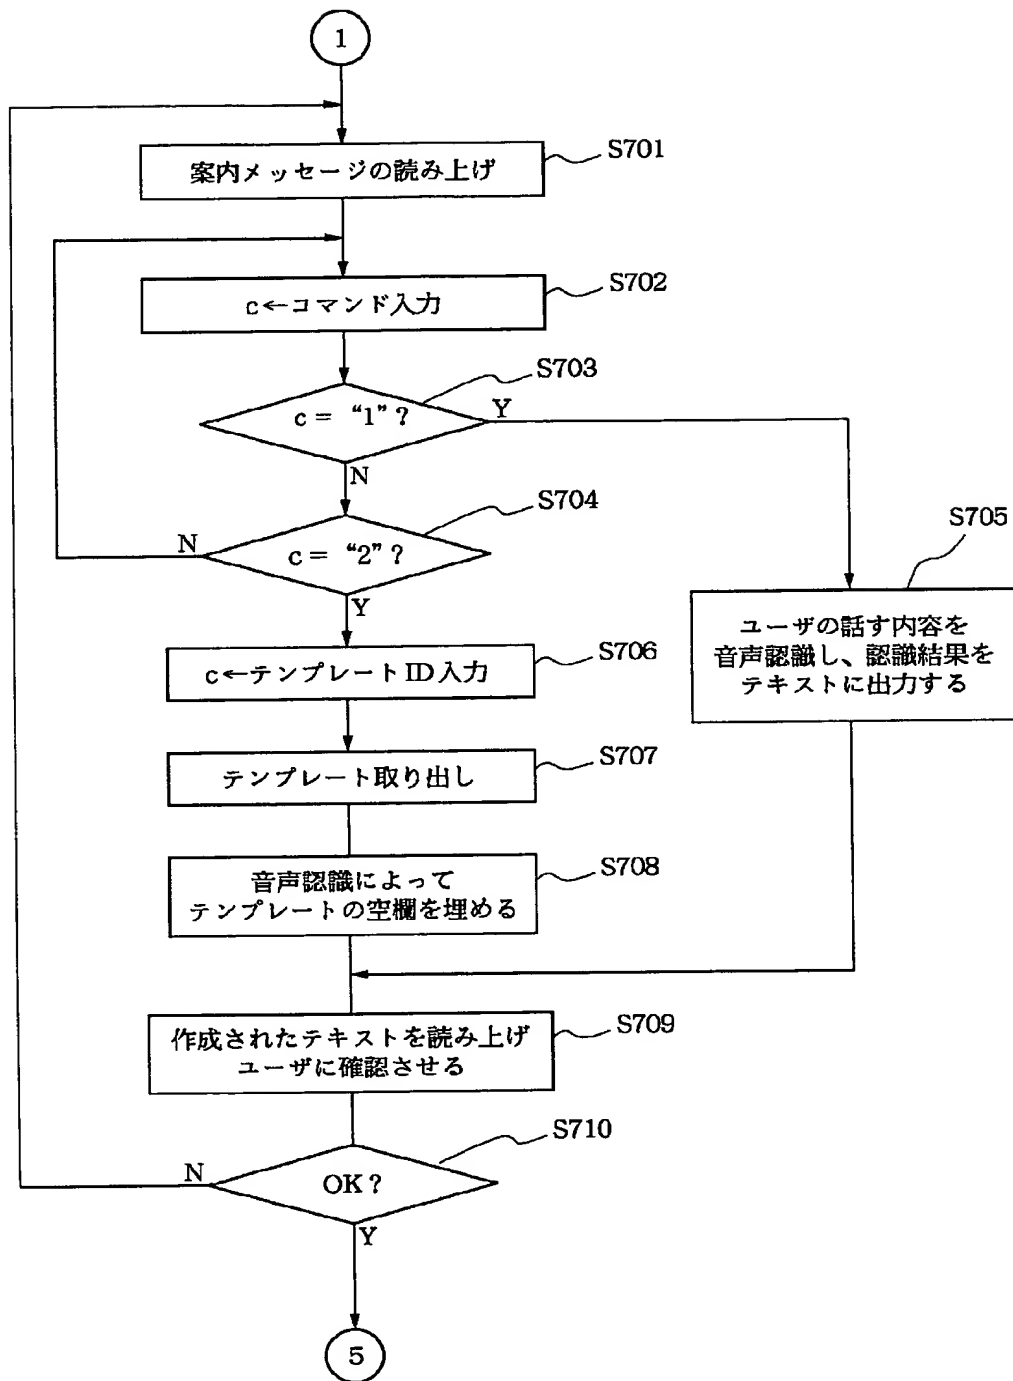 1
案内メッセージの読み上げ
S701
c←コマンド入力
S702
c = “1”?
S703
Y
N
c = “2”?
S704
N
Y
S705
ユーザの話す内容を
音声認識し、認識結果を
テキストに出力する
c←テンプレートID入力
S706
テンプレート取り出し
S707
音声認識によって
テンプレートの空欄を埋める
S708
作成されたテキストを読み上げ
ユーザに確認させる
S709
OK?
S710
N
Y
5